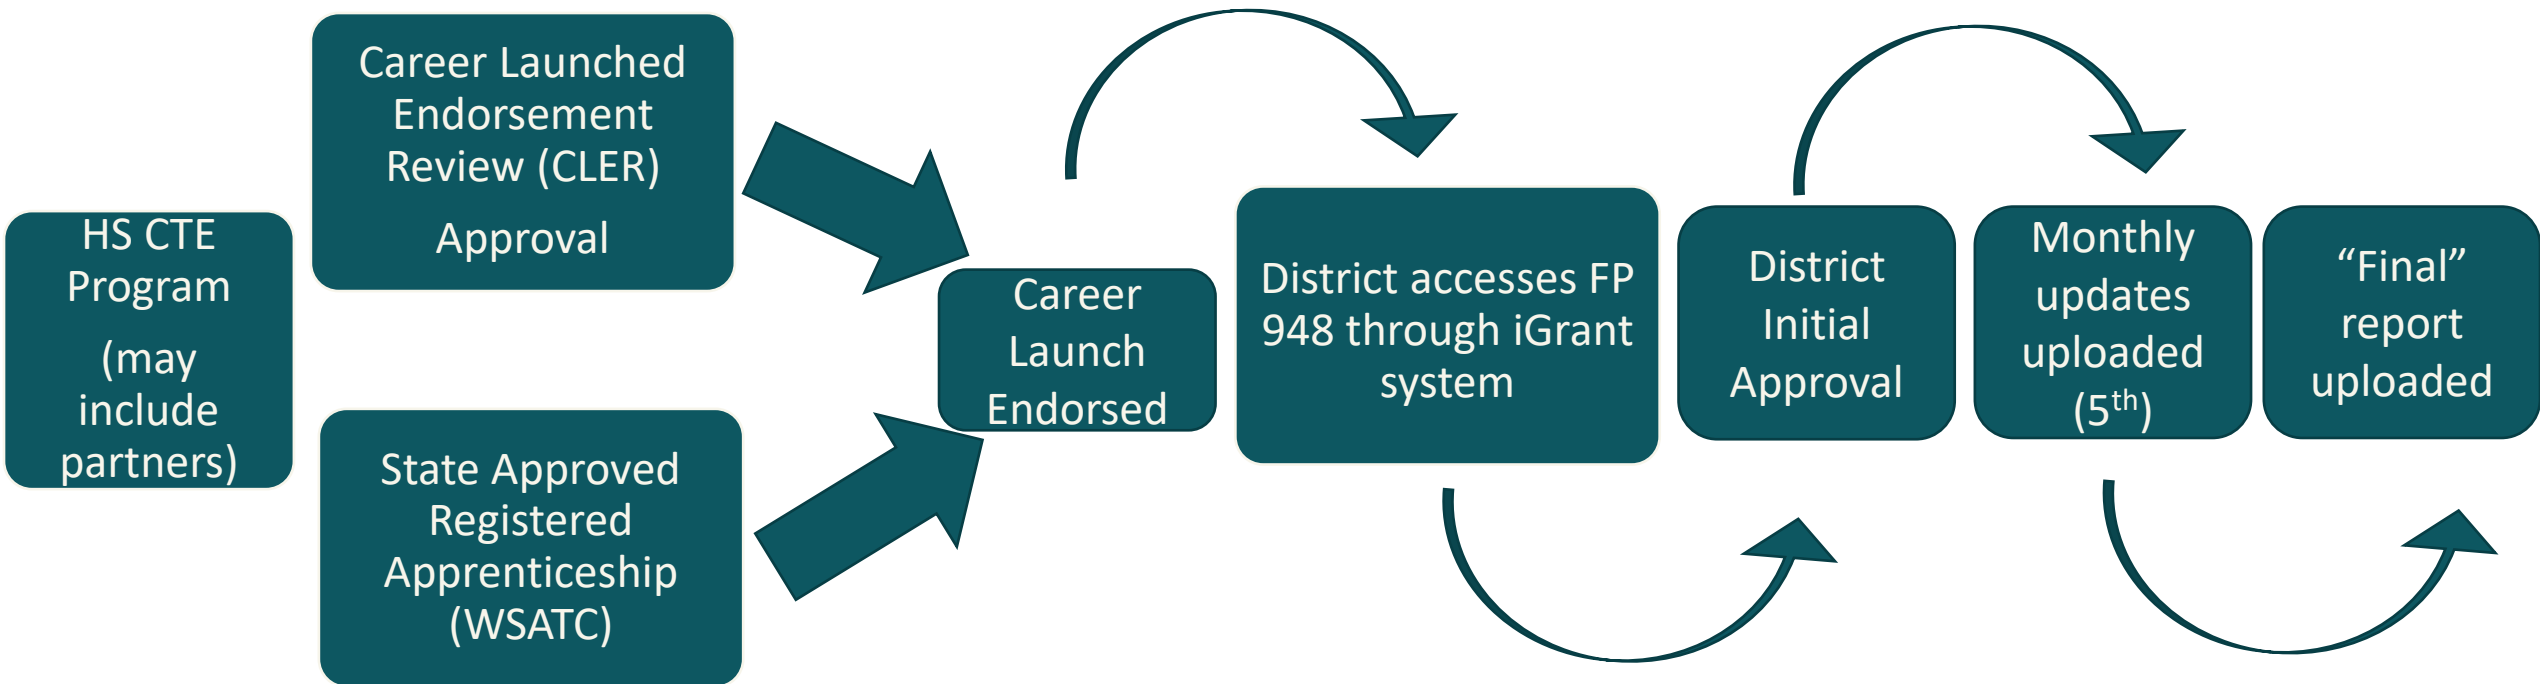 HS CTE
Program
(may
include
partners)
Career Launched
Endorsement
Review (CLER)
Approval
State Approved
Registered
Apprenticeship
(WSATC)
Career
Launch
Endorsed
District accesses FP
948 through iGrant
system
District
Initial
Approval
Monthly
updates
uploaded
(5th)
“Final”
report
uploaded